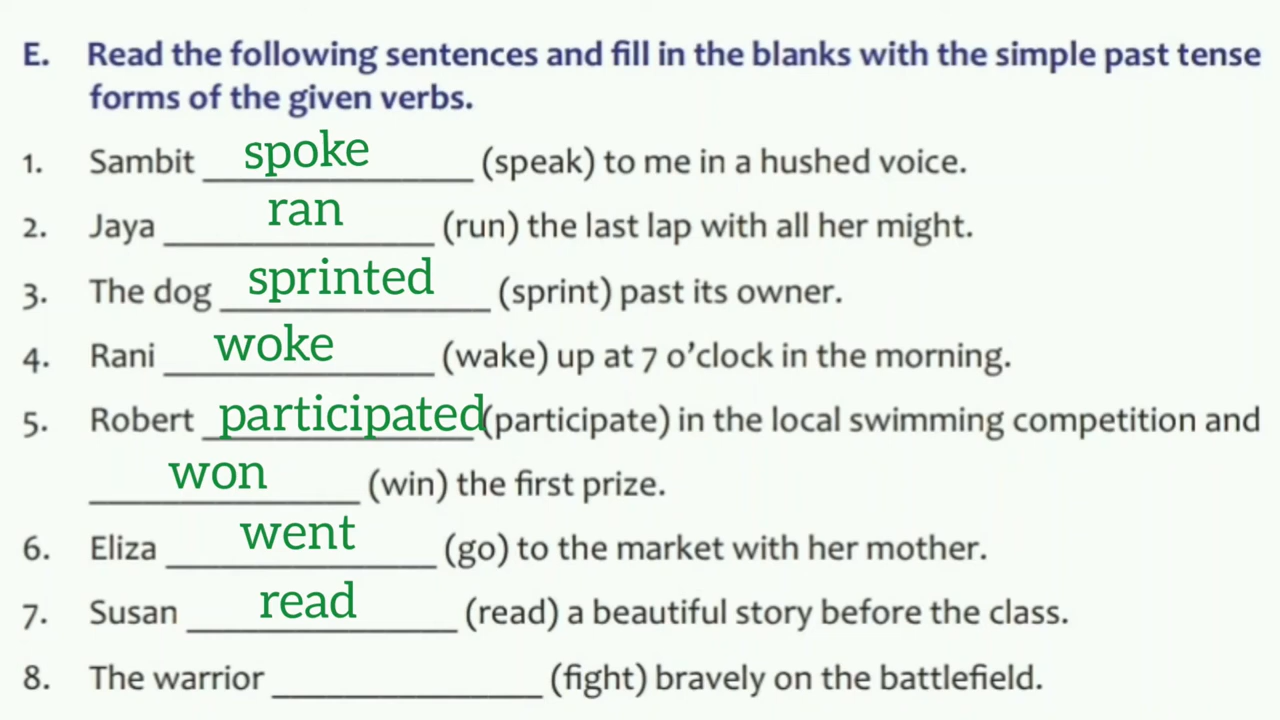 E. Read the following sentences and fill in the blanks with the simple past tense
forms of the given verbs.
1. Sambit spoke (speak) to me in a hushed voice.
2. Jaya ran (run) the last lap with all her might.
3. The dog sprinted (sprint) past its owner.
4. Rani woke (wake) up at 7 o’clock in the morning.
5. Robert participated (participate) in the local swimming competition and
won (win) the first prize.
6. Eliza went (go) to the market with her mother.
7. Susan read (read) a beautiful story before the class.
8. The warrior ________________ (fight) bravely on the battlefield.